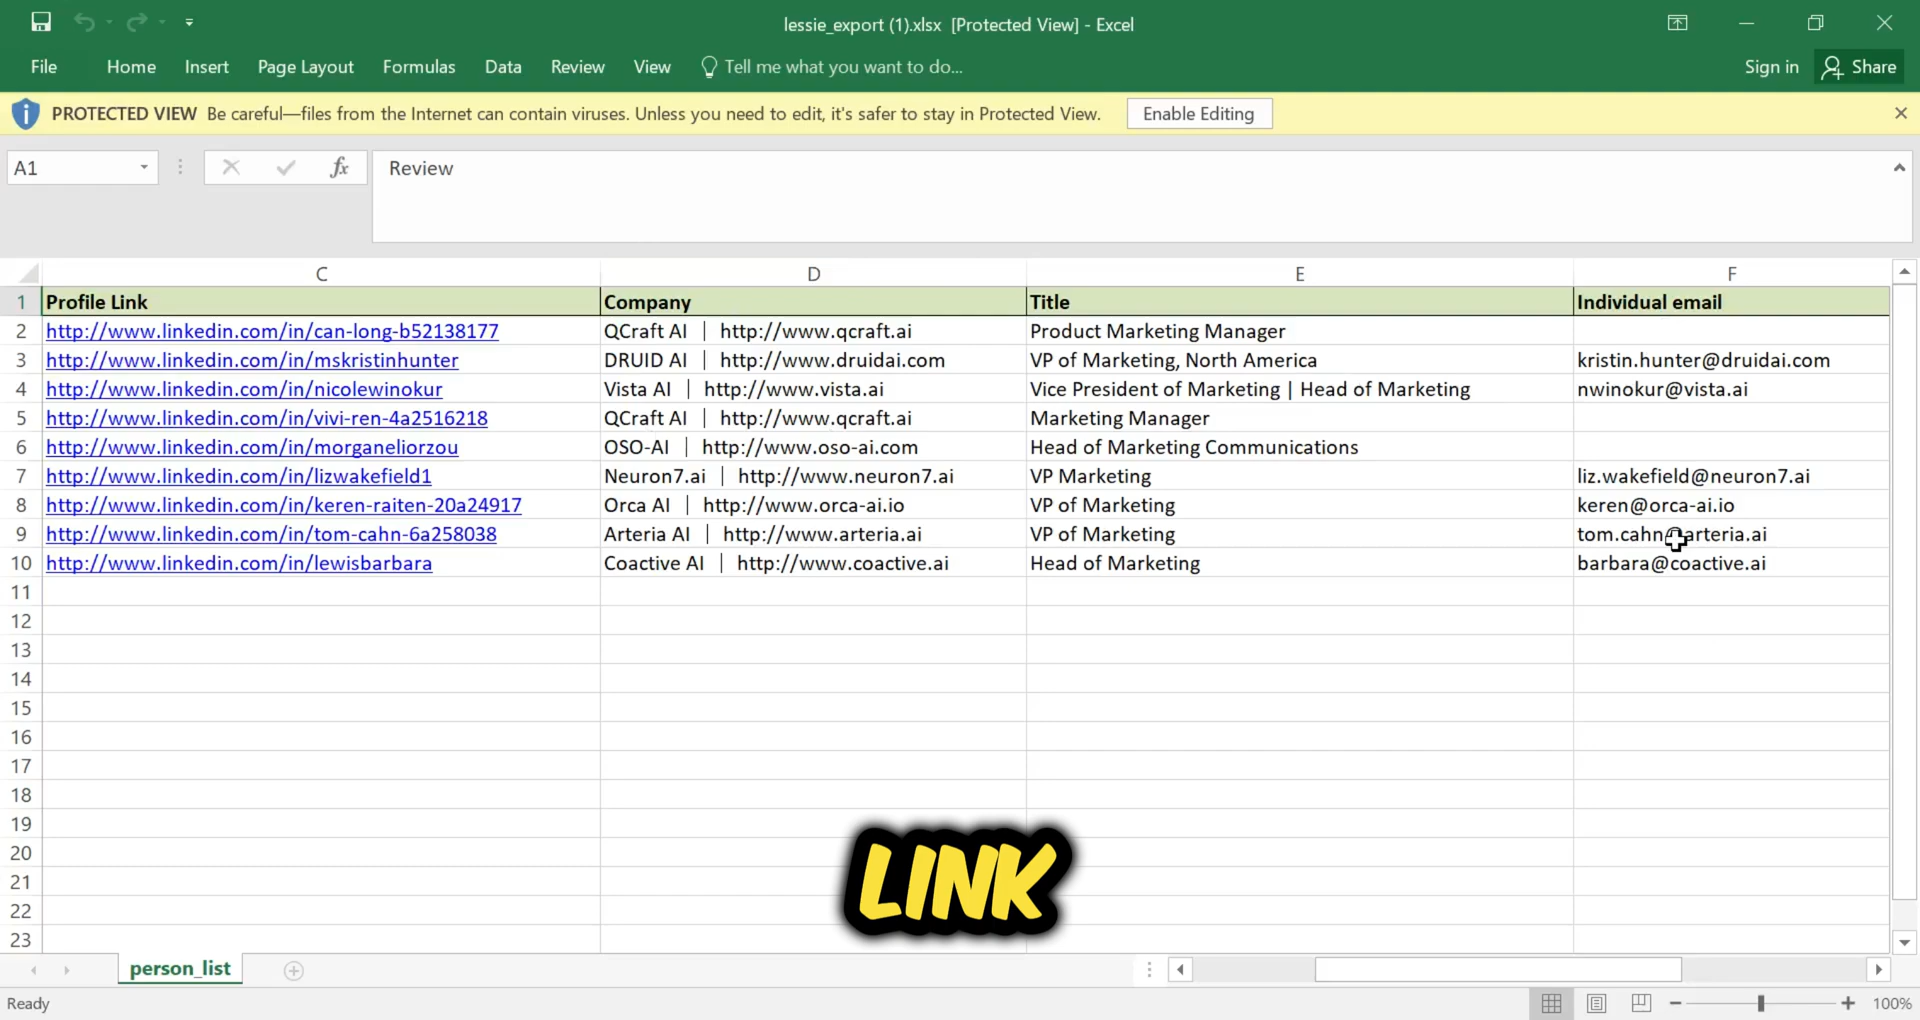 lessie_export (1).xlsx [Protected View] - Excel
File Home Insert Page Layout Formulas Data Review View Tell me what you want to do... Sign in Share
PROTECTED VIEW Be careful—files from the Internet can contain viruses. Unless you need to edit, it's safer to stay in Protected View. Enable Editing
A1 fx Review
C D E F
1 Profile Link Company Title Individual email
2 http://www.linkedin.com/in/can-long-b52138177 QCraft AI | http://www.qcraft.ai Product Marketing Manager
3 http://www.linkedin.com/in/mskristinhunter DRUID AI | http://www.druidai.com VP of Marketing, North America kristin.hunter@druidai.com
4 http://www.linkedin.com/in/nicolewinokur Vista AI | http://www.vista.ai Vice President of Marketing | Head of Marketing nwinokur@vista.ai
5 http://www.linkedin.com/in/vivi-ren-4a2516218 QCraft AI | http://www.qcraft.ai Marketing Manager
6 http://www.linkedin.com/in/morganeliorzou OSO-AI | http://www.oso-ai.com Head of Marketing Communications
7 http://www.linkedin.com/in/lizwakefield1 Neuron7.ai | http://www.neuron7.ai VP Marketing liz.wakefield@neuron7.ai
8 http://www.linkedin.com/in/keren-raiten-20a24917 Orca AI | http://www.orca-ai.io VP of Marketing keren@orca-ai.io
9 http://www.linkedin.com/in/tom-cahn-6a258038 Arteria AI | http://www.arteria.ai VP of Marketing tom.cahn@arteria.ai
10 http://www.linkedin.com/in/lewisbarbara Coactive AI | http://www.coactive.ai Head of Marketing barbara@coactive.ai
11
12
13
14
15
16
17
18
19
20
21
22
23
LINK
person_list
Ready 100%